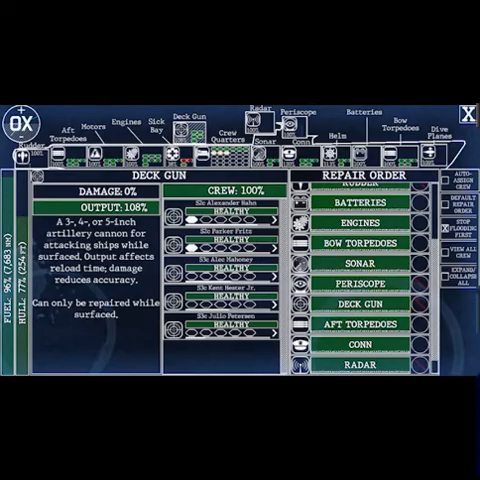 +
0X
-
X
Rudder
100%
Aft
Torpedoes
Motors
Engines
Sick
Bay
Deck Gun
Crew
Quarters
Radar
Periscope
Sonar
Conn
Helm
Batteries
Bow
Torpedoes
Dive
Planes
FUEL: 96% (7,683 NM)
HULL: 77% (254 FT)
DECK GUN
DAMAGE: 0%
OUTPUT: 108%
A 3-, 4-, or 5-inch
artillery cannon for
attacking ships while
surfaced. Output affects
reload time; damage
reduces accuracy.
Can only be repaired while
surfaced.
CREW: 100%
S2c Alexander Hahn
HEALTHY
S2c Parker Fritz
HEALTHY
S3c Alec Mahoney
HEALTHY
S3c Kent Hester Jr.
HEALTHY
S3c Julio Petersen
HEALTHY
REPAIR ORDER
RUDDER
BATTERIES
ENGINES
BOW TORPEDOES
SONAR
PERISCOPE
DECK GUN
AFT TORPEDOES
CONN
RADAR
AUTO-
ASSIGN
CREW
DEFAULT
REPAIR
ORDER
STOP
X FLOODING
FIRST
VIEW ALL
CREW
EXPAND/
COLLAPSE
ALL